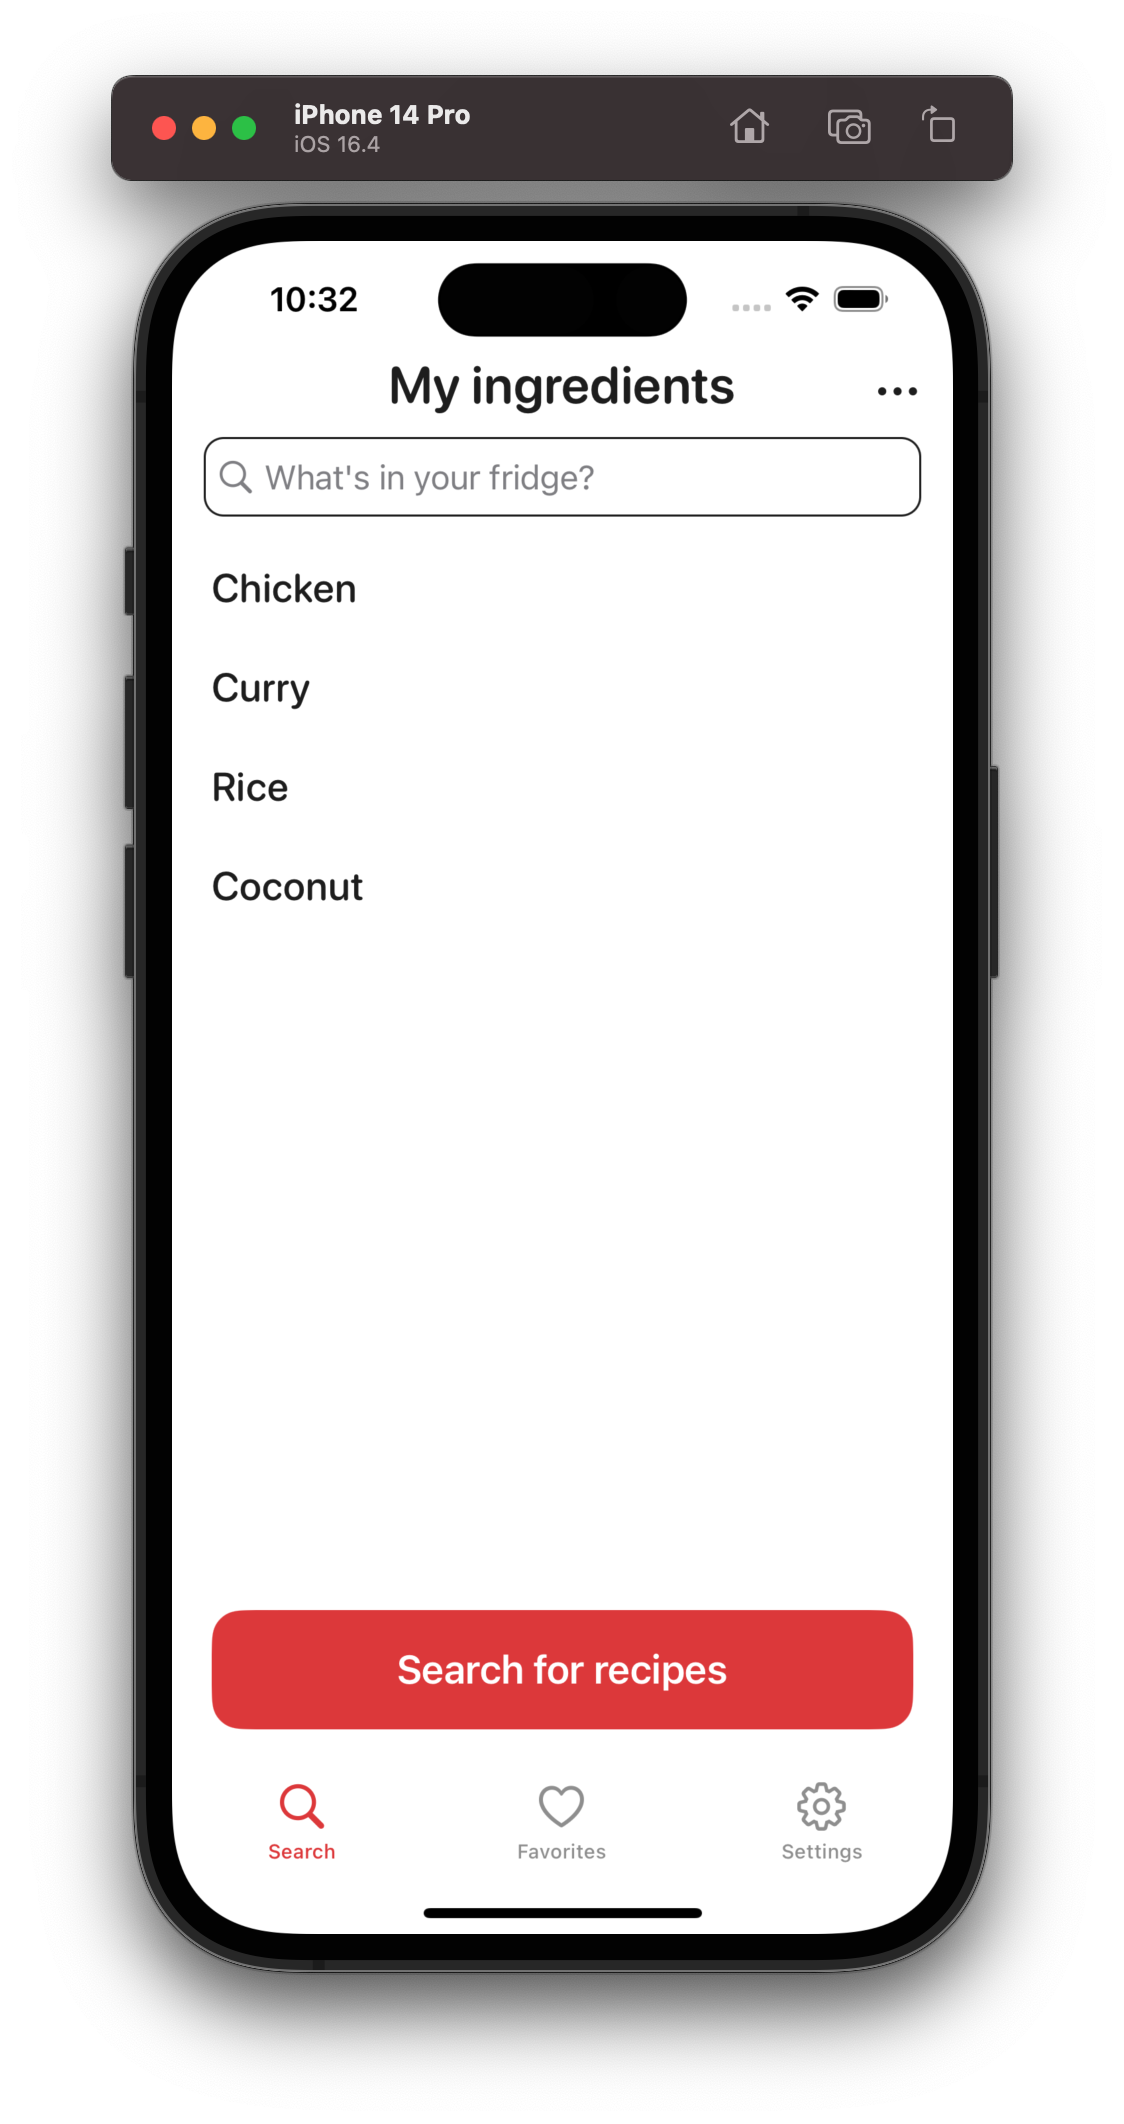 iPhone 14 Pro
iOS 16.4
10:32
My ingredients
What's in your fridge?
Chicken
Curry
Rice
Coconut
Search for recipes
Search Favorites Settings